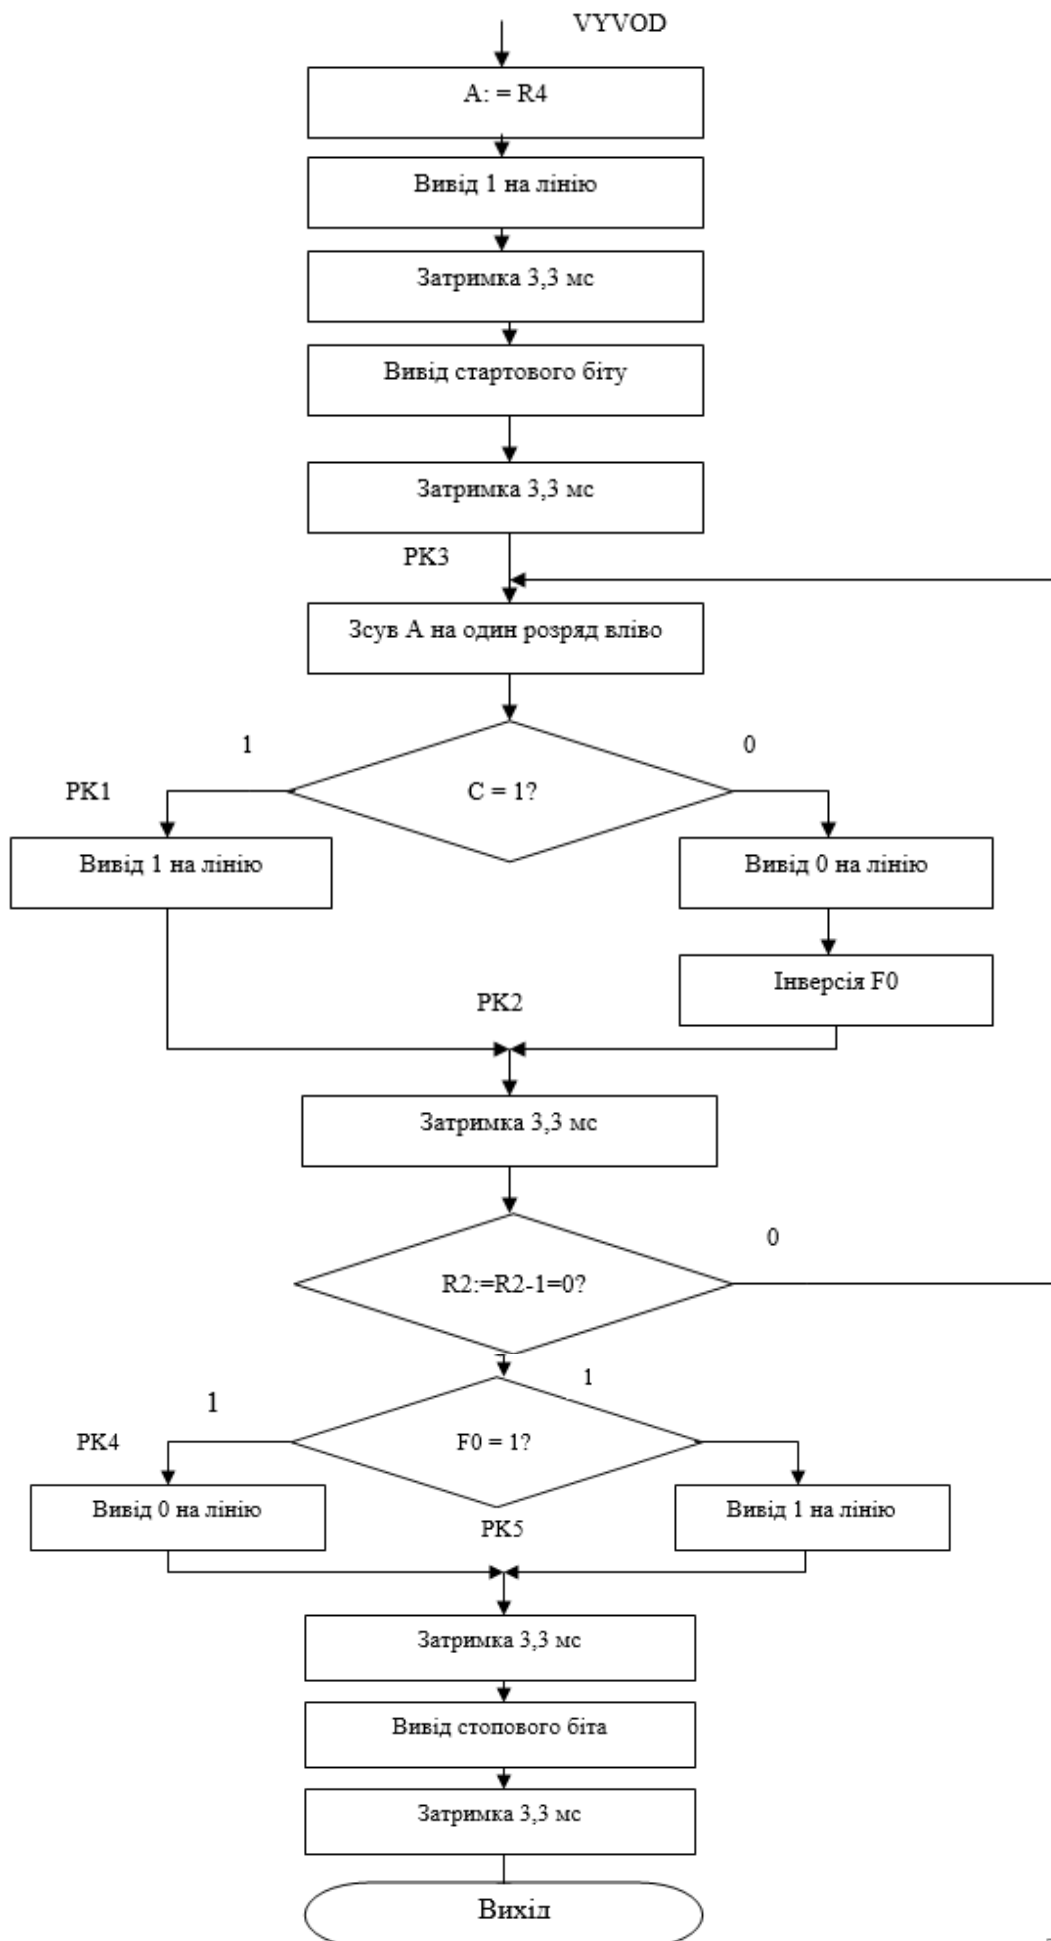 VYVOD
A: = R4
Вивід 1 на лінію
Затримка 3,3 мс
Вивід стартового біту
Затримка 3,3 мс
PK3
Зсув А на один розряд вліво
1
0
C = 1?
PK1
Вивід 1 на лінію
Вивід 0 на лінію
Інверсія F0
PK2
Затримка 3,3 мс
0
R2:=R2-1=0?
1
1
F0 = 1?
PK4
Вивід 0 на лінію
Вивід 1 на лінію
PK5
Затримка 3,3 мс
Вивід стопового біта
Затримка 3,3 мс
Вихід